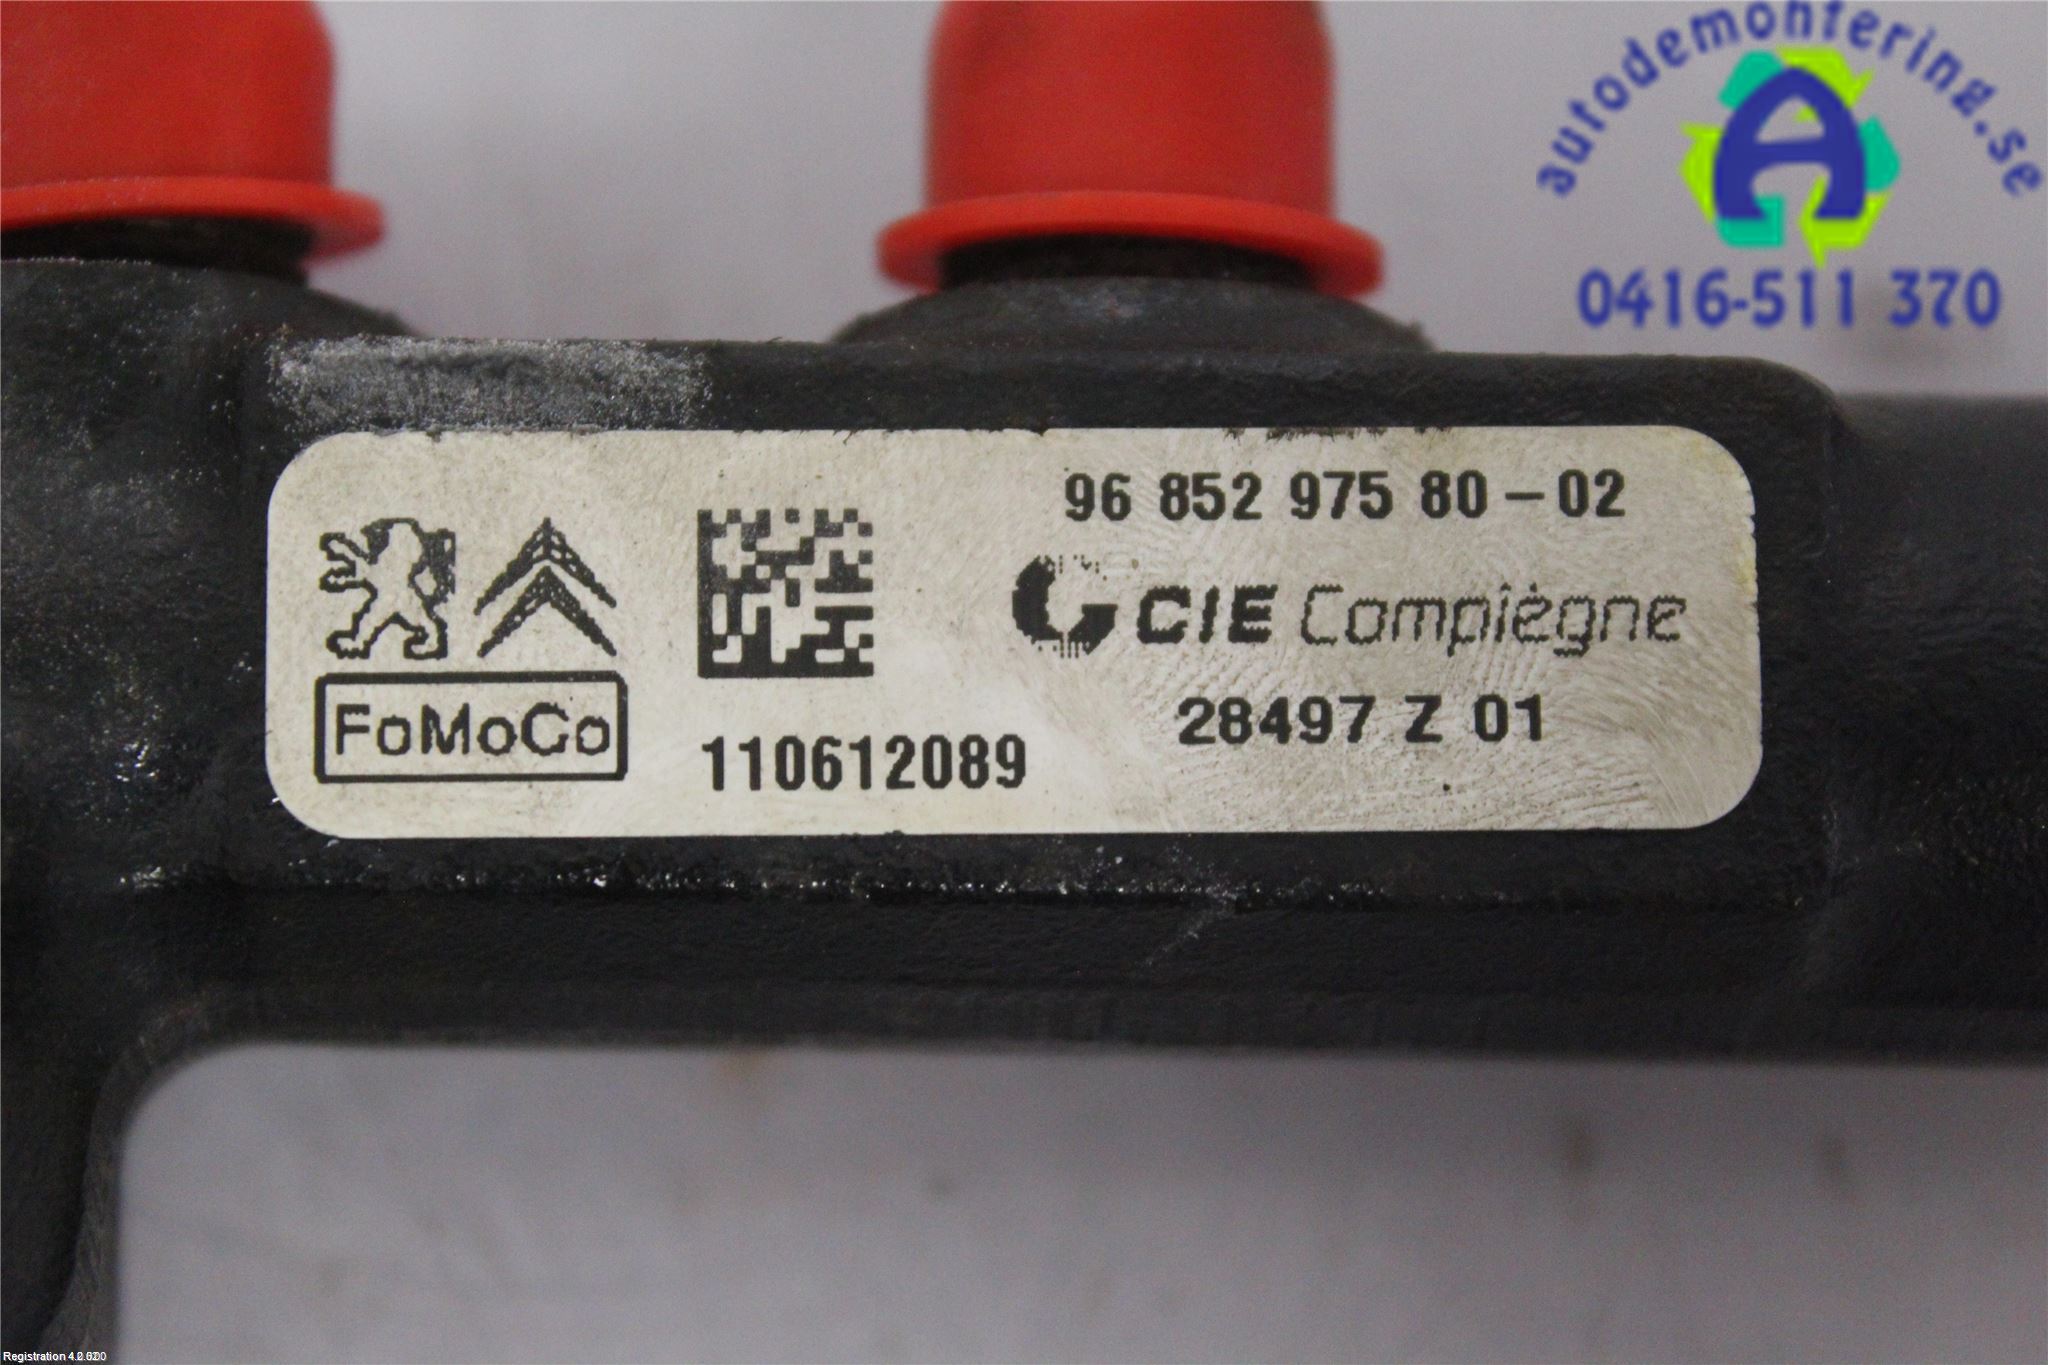 autodemontering.se
A
0416-511 370
96 852 975 80-02
CIE Compiègne
28497 Z 01
FoMoCo
110612089